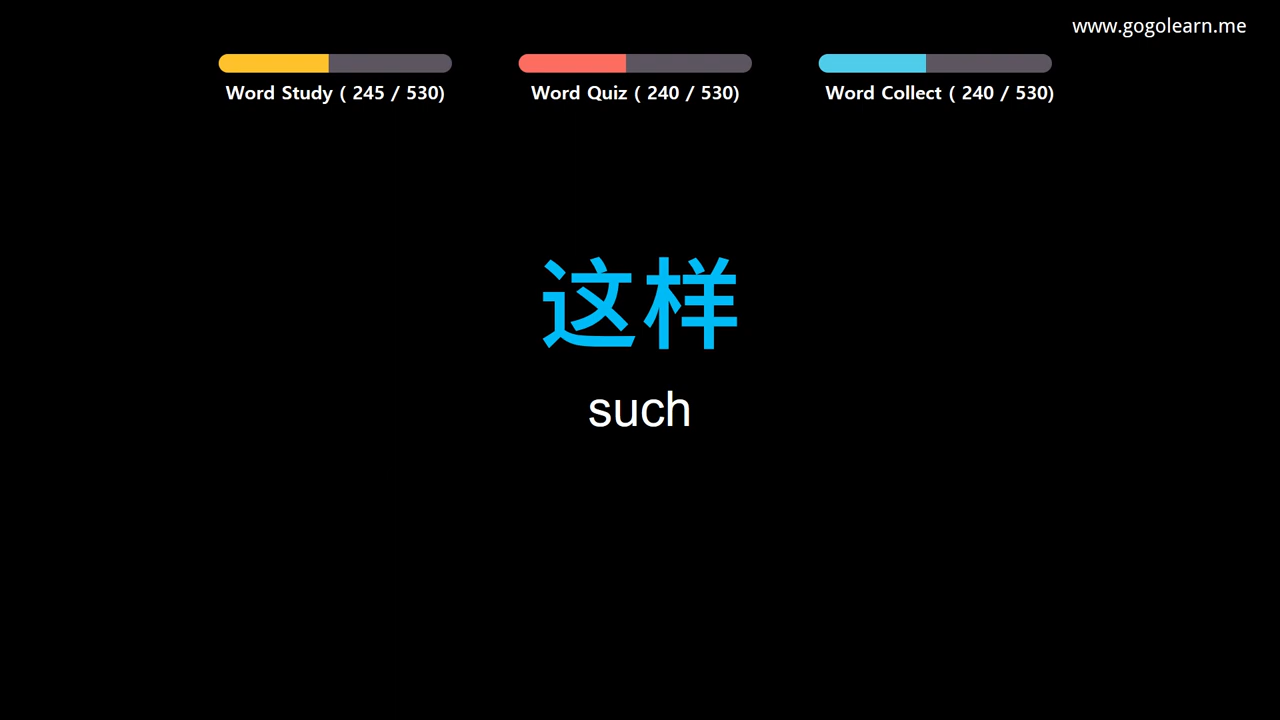 www.gogolearn.me
Word Study ( 245 / 530)
Word Quiz ( 240 / 530)
Word Collect ( 240 / 530)
这样
such